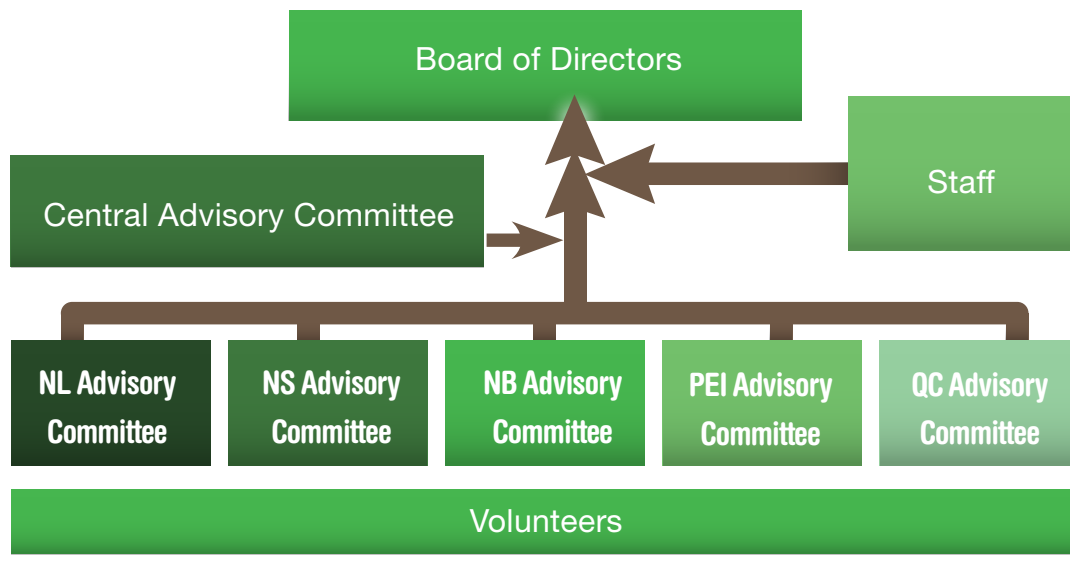 Board of Directors
Staff
Central Advisory Committee
NL Advisory
Committee
NS Advisory
Committee
NB Advisory
Committee
PEI Advisory
Committee
QC Advisory
Committee
Volunteers